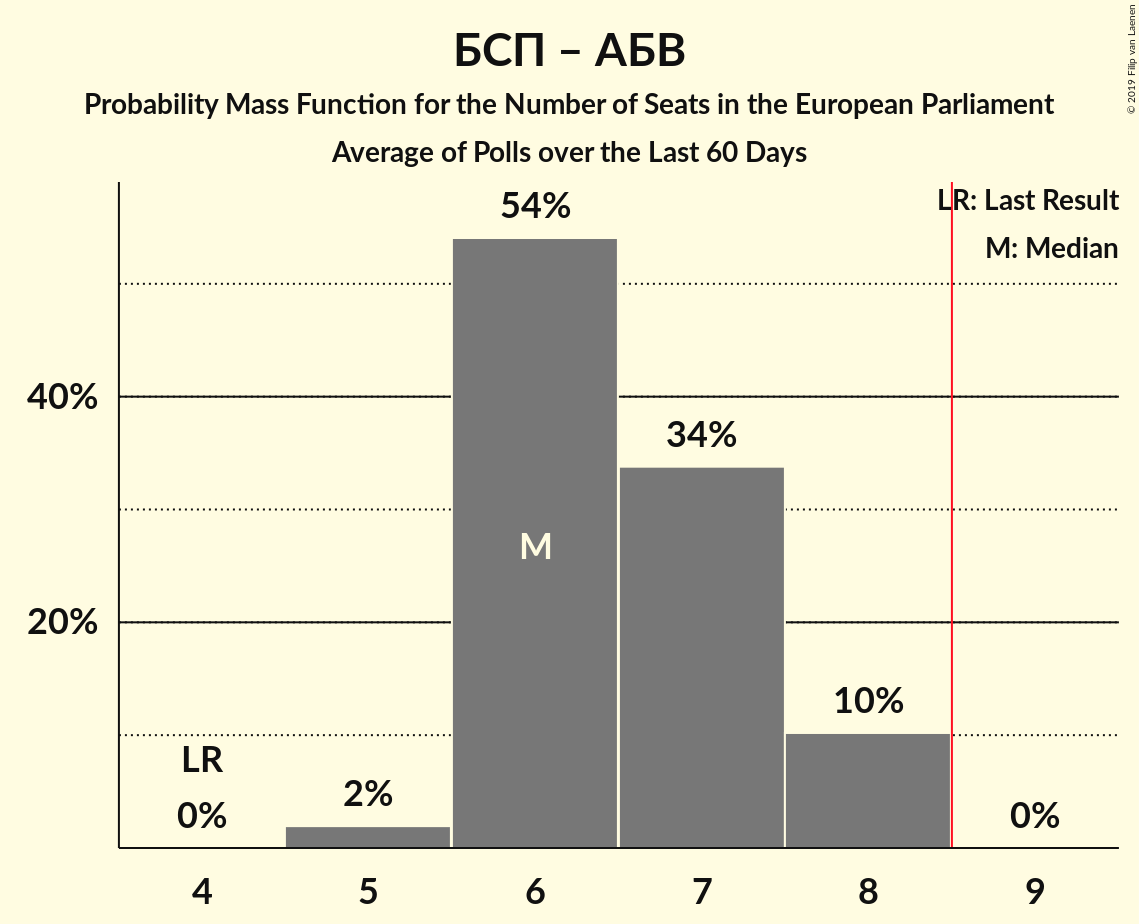 БСП – АБВ
Probability Mass Function for the Number of Seats in the European Parliament
Average of Polls over the Last 60 Days
© 2019 Filip van Laenen
LR: Last Result
M: Median
54%
40%
34%
M
20%
10%
LR
2%
0%
0%
4 5 6 7 8 9